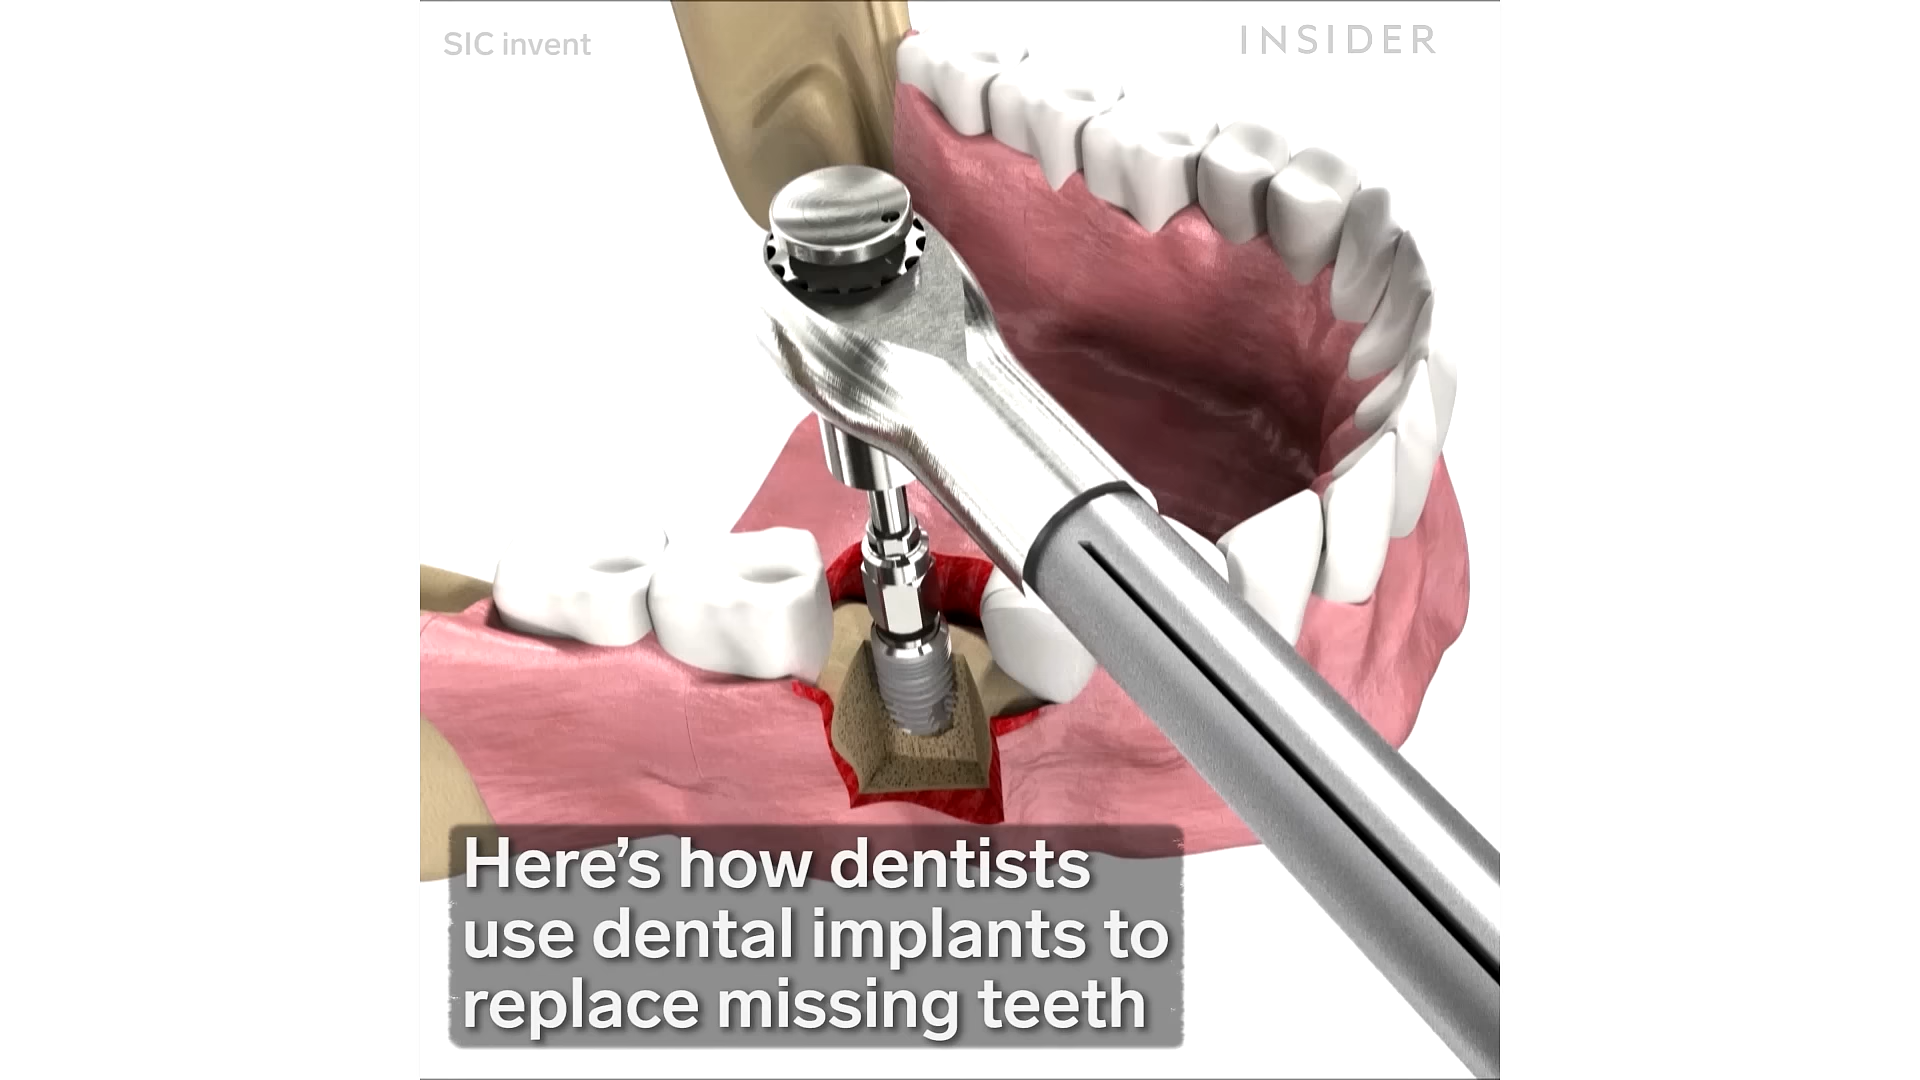 SIC invent
INSIDER
Here’s how dentists
use dental implants to
replace missing teeth